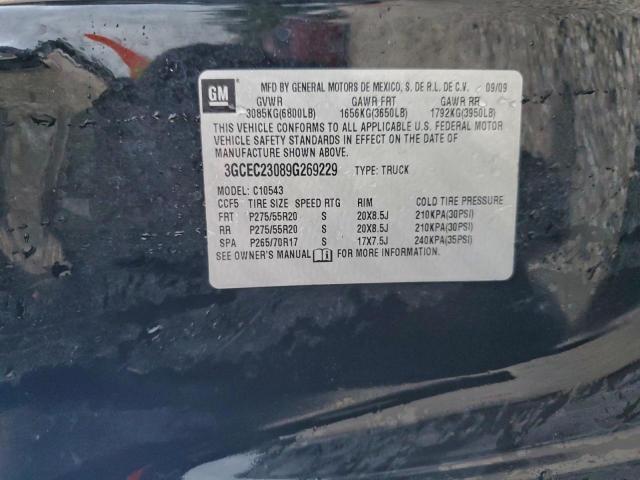 GM
MFD BY GENERAL MOTORS DE MEXICO, S. DE R.L. DE C.V. 09/09
GVWR GAWR FRT GAWR RR
3085KG(6800LB) 1656KG(3650LB) 1792KG(3950LB)
THIS VEHICLE CONFORMS TO ALL APPLICABLE U.S. FEDERAL MOTOR
VEHICLE SAFETY STANDARDS IN EFFECT ON THE DATE OF
MANUFACTURE SHOWN ABOVE.
3GCEC23089G269229 TYPE: TRUCK
MODEL: C10543
CCF5 TIRE SIZE SPEED RTG RIM COLD TIRE PRESSURE
FRT P275/55R20 S 20X8.5J 210KPA(30PSI)
RR P275/55R20 S 20X8.5J 210KPA(30PSI)
SPA P265/70R17 S 17X7.5J 240KPA(35PSI)
SEE OWNER'S MANUAL FOR MORE INFORMATION.